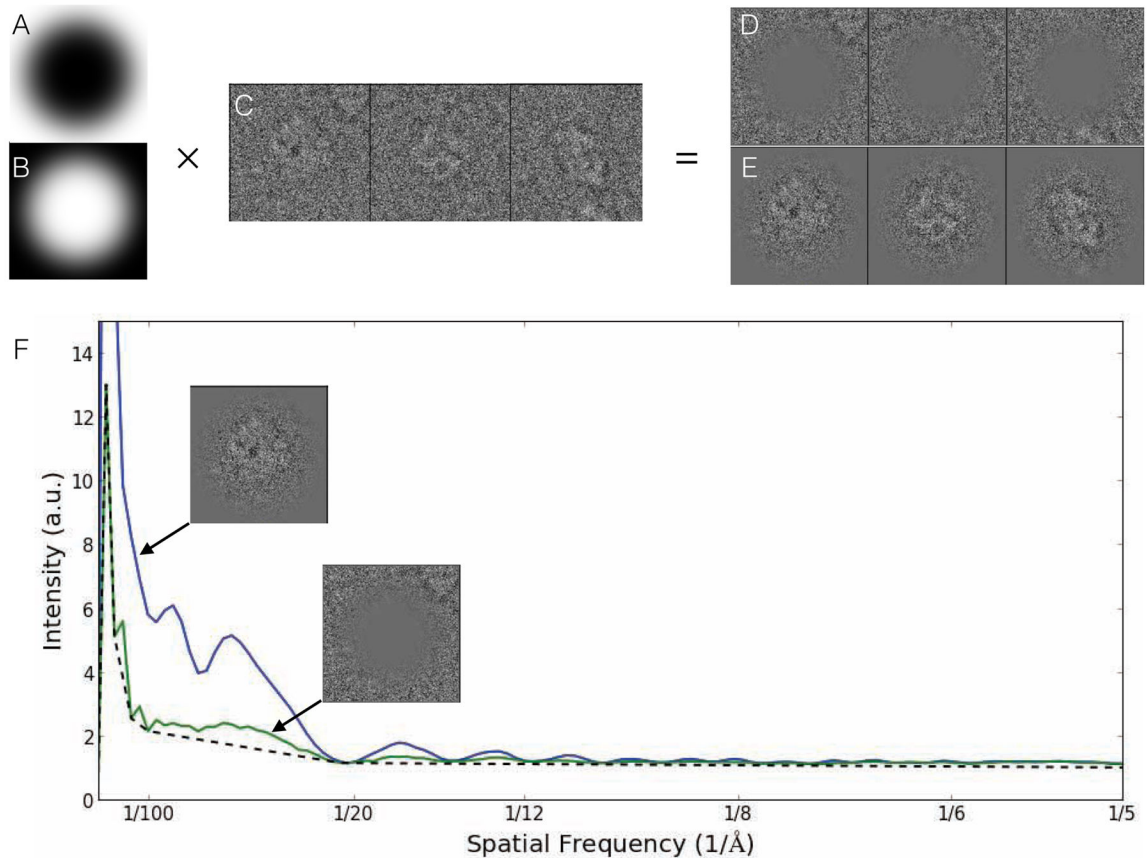 A
B
×
C
=
D
E
F
14
12
10
8
6
4
2
0
Intensity (a.u.)
1/100
1/20
1/12
1/8
1/6
1/5
Spatial Frequency (1/Å)